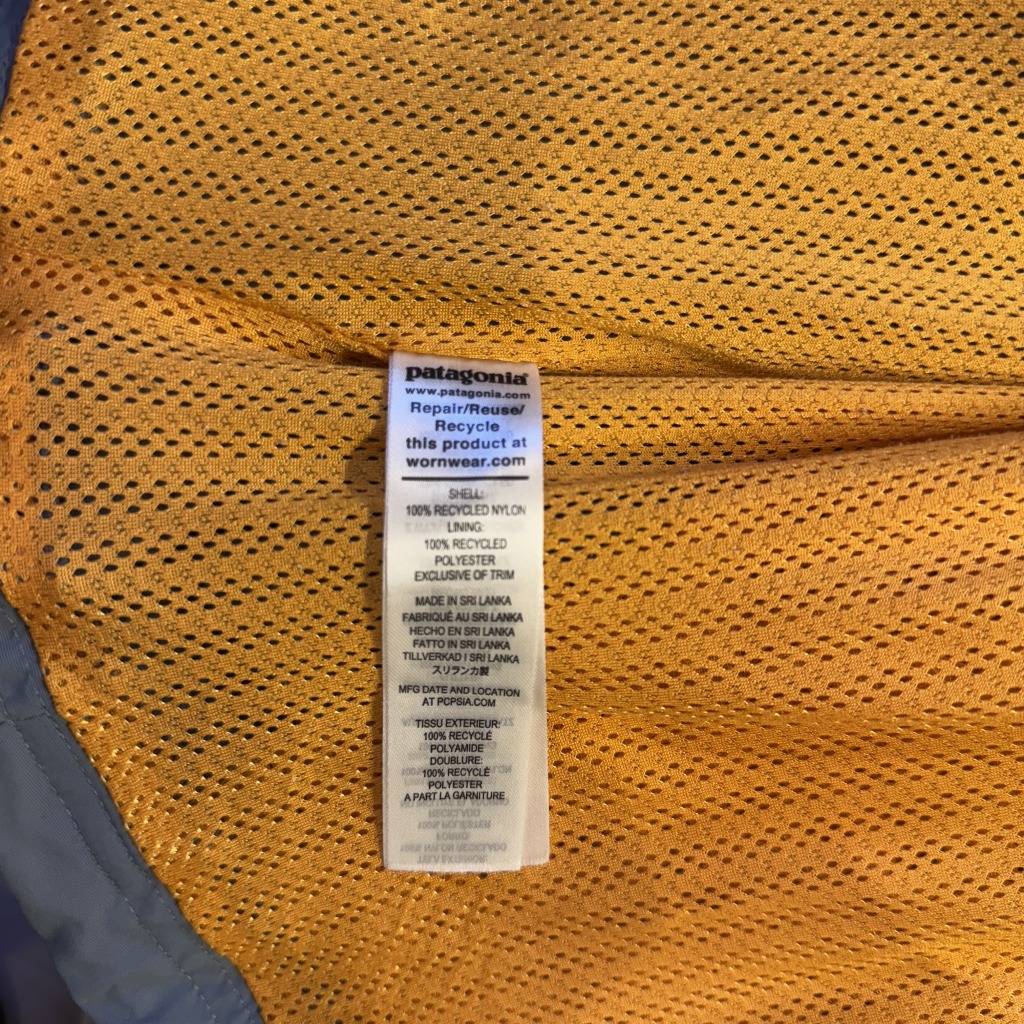 patagonia®
www.patagonia.com
Repair/Reuse/
Recycle
this product at
wornwear.com
SHELL:
100% RECYCLED NYLON
LINING:
100% RECYCLED
POLYESTER
EXCLUSIVE OF TRIM
MADE IN SRI LANKA
FABRIQUÉ AU SRI LANKA
HECHO EN SRI LANKA
FATTO IN SRI LANKA
TILLVERKAD I SRI LANKA
スリランカ製
MFG DATE AND LOCATION
AT PCPSIA.COM
TISSU EXTERIEUR:
100% RECYCLÉ
POLYAMIDE
DOUBLURE:
100% RECYCLÉ
POLYESTER
A PART LA GARNITURE